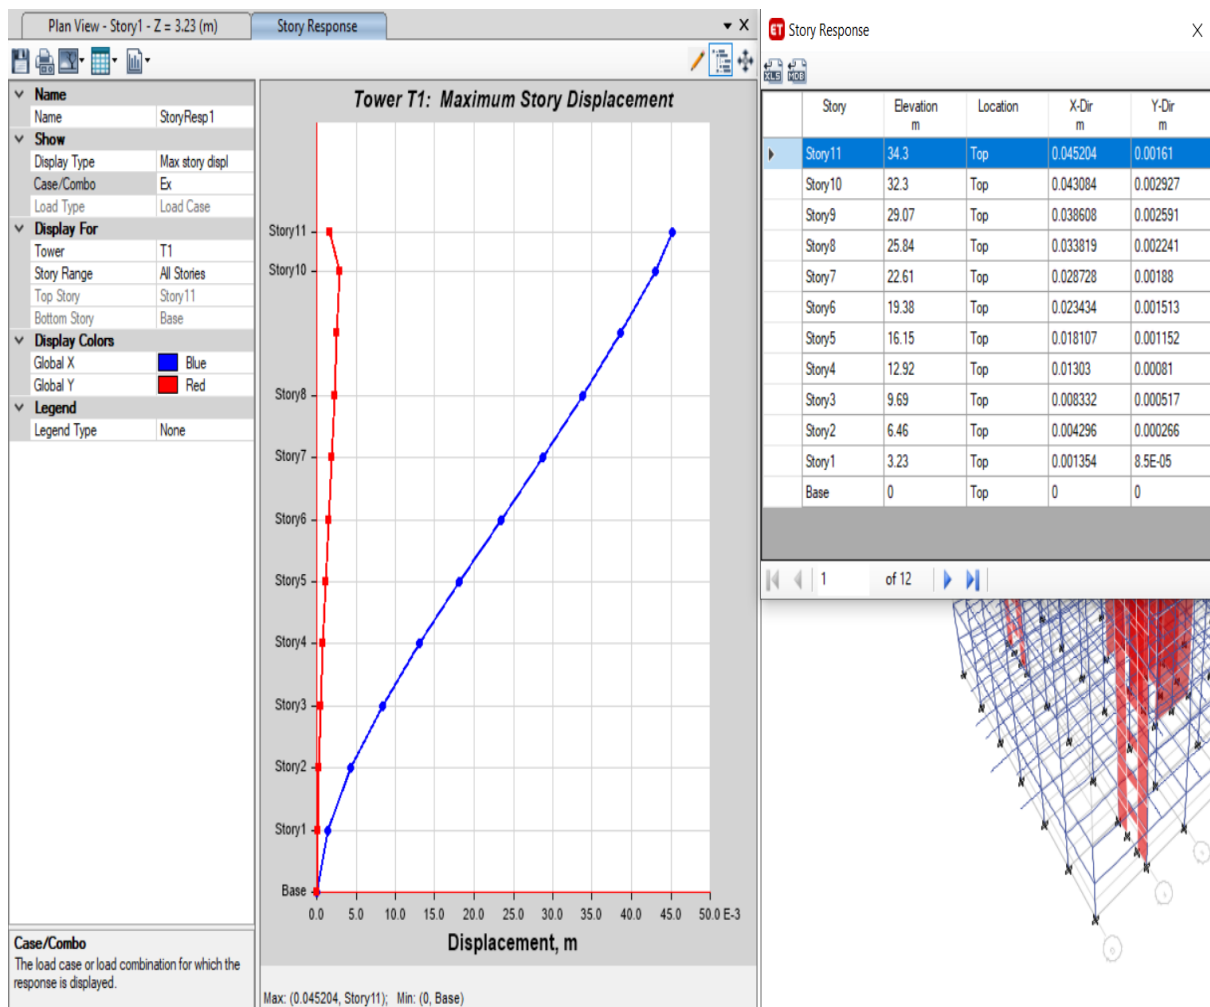 Plan View - Story1 - Z = 3.23 (m)
Story Response
Name
Name StoryResp1
Show
Display Type Max story displ
Case/Combo Ex
Load Type Load Case
Display For
Tower T1
Story Range All Stories
Top Story Story11
Bottom Story Base
Display Colors
Global X Blue
Global Y Red
Legend
Legend Type None
Case/Combo
The load case or load combination for which the
response is displayed.
Tower T1: Maximum Story Displacement
Story11
Story10
Story8
Story7
Story6
Story5
Story4
Story3
Story2
Story1
Base
0.0 5.0 10.0 15.0 20.0 25.0 30.0 35.0 40.0 45.0 50.0 E-3
Displacement, m
Max: (0.045204, Story11); Min: (0, Base)
ET Story Response X
XLS MDB
Story Elevation Location X-Dir Y-Dir
m m m
Story11 34.3 Top 0.045204 0.00161
Story10 32.3 Top 0.043084 0.002927
Story9 29.07 Top 0.038608 0.002591
Story8 25.84 Top 0.033819 0.002241
Story7 22.61 Top 0.028728 0.00188
Story6 19.38 Top 0.023434 0.001513
Story5 16.15 Top 0.018107 0.001152
Story4 12.92 Top 0.01303 0.00081
Story3 9.69 Top 0.008332 0.000517
Story2 6.46 Top 0.004296 0.000266
Story1 3.23 Top 0.001354 8.5E-05
Base 0 Top 0 0
1 of 12